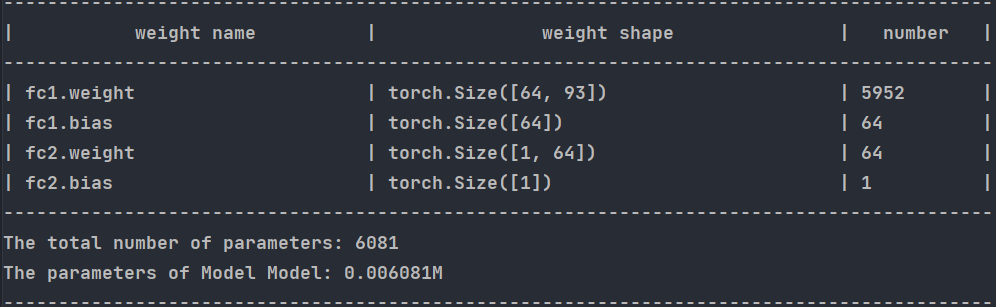 -----------------------------------------------------------------------------------------
|           weight name          |               weight shape               |   number   |
-----------------------------------------------------------------------------------------
| fc1.weight                     | torch.Size([64, 93])                     | 5952       |
| fc1.bias                       | torch.Size([64])                         | 64         |
| fc2.weight                     | torch.Size([1, 64])                      | 64         |
| fc2.bias                       | torch.Size([1])                          | 1          |
-----------------------------------------------------------------------------------------
The total number of parameters: 6081
The parameters of Model Model: 0.006081M
-----------------------------------------------------------------------------------------